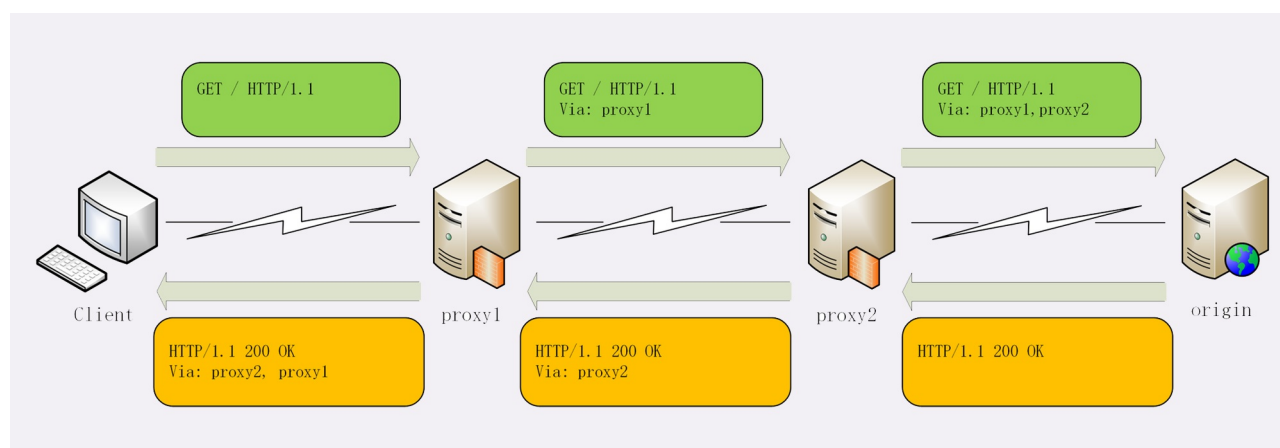 GET / HTTP/1.1
GET / HTTP/1.1
Via: proxy1
GET / HTTP/1.1
Via: proxy1,proxy2
Client
proxy1
proxy2
origin
HTTP/1.1 200 OK
Via: proxy2, proxy1
HTTP/1.1 200 OK
Via: proxy2
HTTP/1.1 200 OK